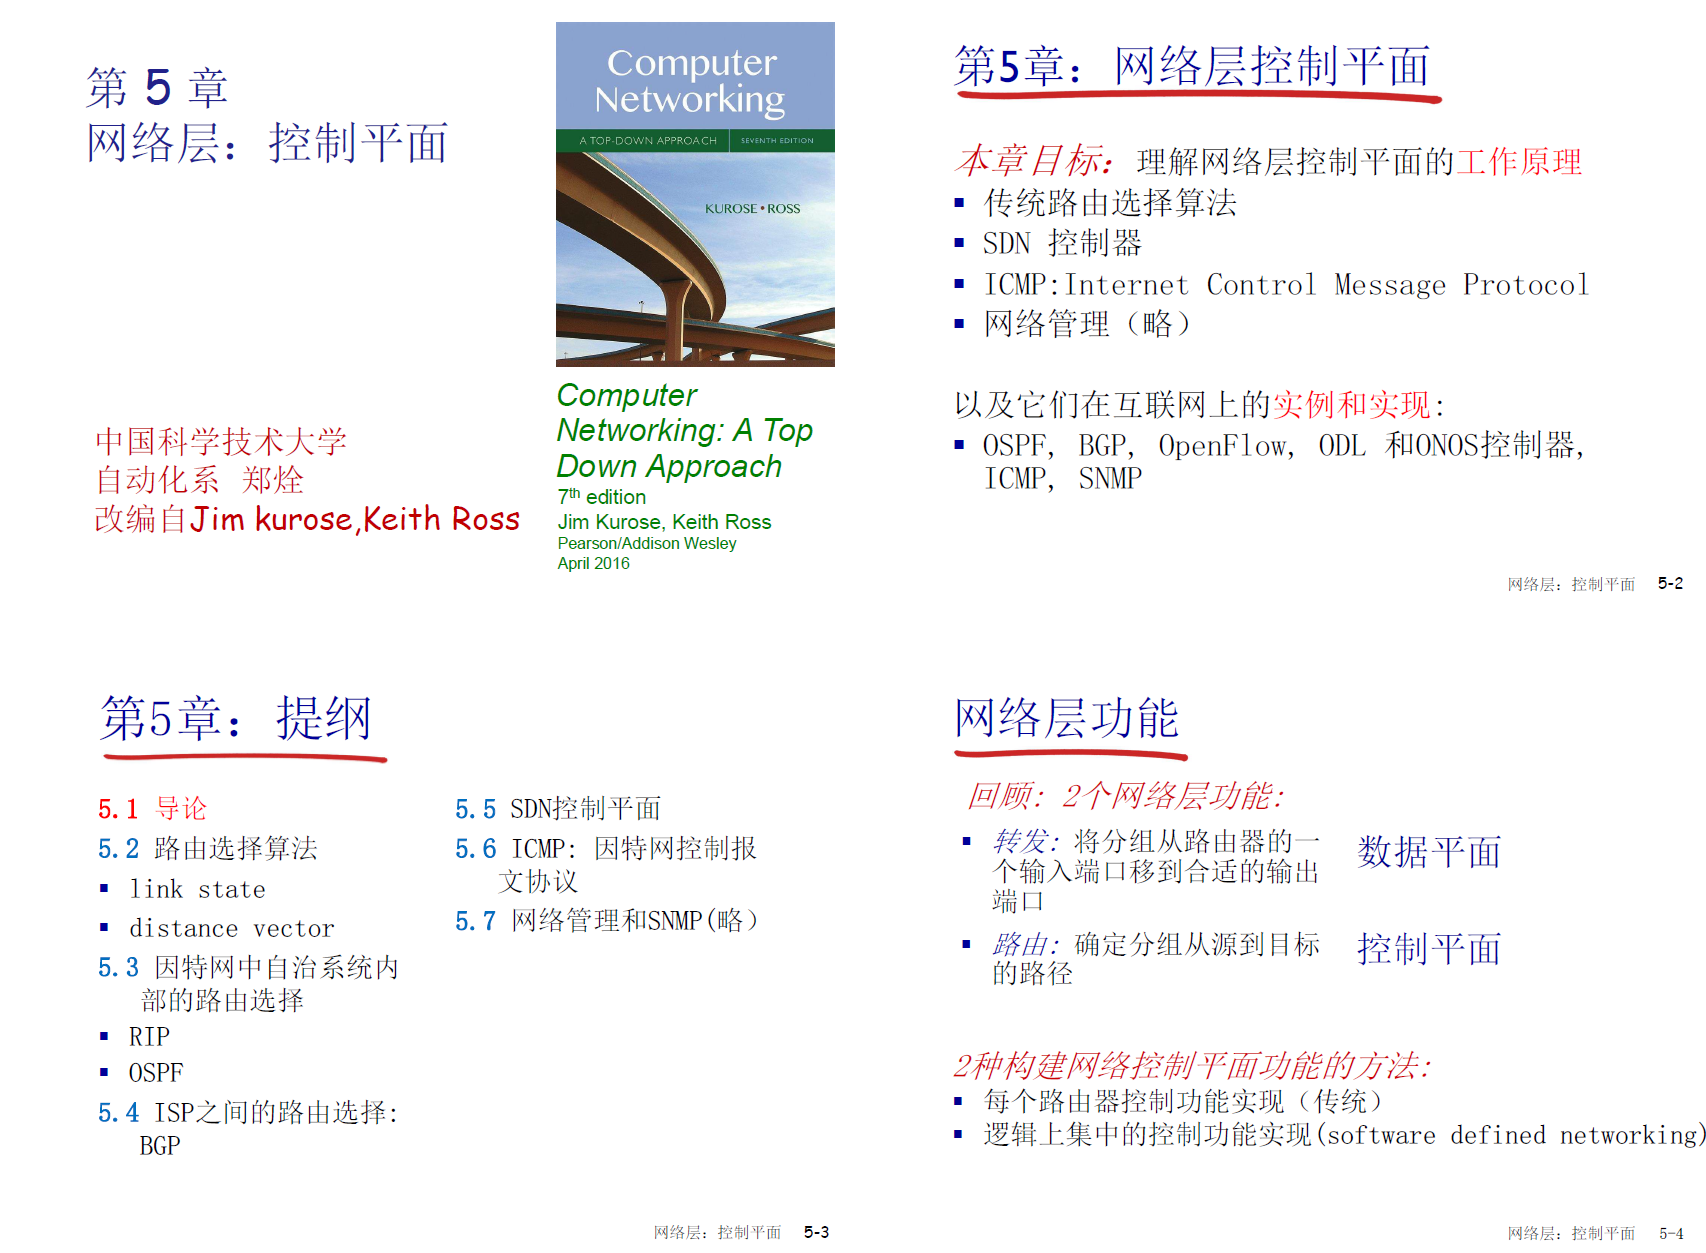 第 5 章
网络层：控制平面
Computer
Networking
A TOP-DOWN APPROACH SEVENTH EDITION
KUROSE • ROSS
中国科学技术大学
自动化系 郑烇
改编自Jim kurose,Keith Ross
Computer
Networking: A Top
Down Approach
7th edition
Jim Kurose, Keith Ross
Pearson/Addison Wesley
April 2016
第5章：网络层控制平面
本章目标：理解网络层控制平面的工作原理
▪ 传统路由选择算法
▪ SDN 控制器
▪ ICMP:Internet Control Message Protocol
▪ 网络管理（略）
以及它们在互联网上的实例和实现:
▪ OSPF, BGP, OpenFlow, ODL 和ONOS控制器,
ICMP, SNMP
网络层：控制平面 5-2
第5章：提纲
5.1 导论
5.2 路由选择算法
▪ link state
▪ distance vector
5.3 因特网中自治系统内
部的路由选择
▪ RIP
▪ OSPF
5.4 ISP之间的路由选择:
BGP
5.5 SDN控制平面
5.6 ICMP: 因特网控制报
文协议
5.7 网络管理和SNMP(略）
网络层：控制平面 5-3
网络层功能
回顾: 2个网络层功能:
▪ 转发: 将分组从路由器的一
个输入端口移到合适的输出
端口
数据平面
▪ 路由: 确定分组从源到目标
的路径
控制平面
2种构建网络控制平面功能的方法:
▪ 每个路由器控制功能实现（传统）
▪ 逻辑上集中的控制功能实现(software defined networking)
网络层：控制平面 5-4